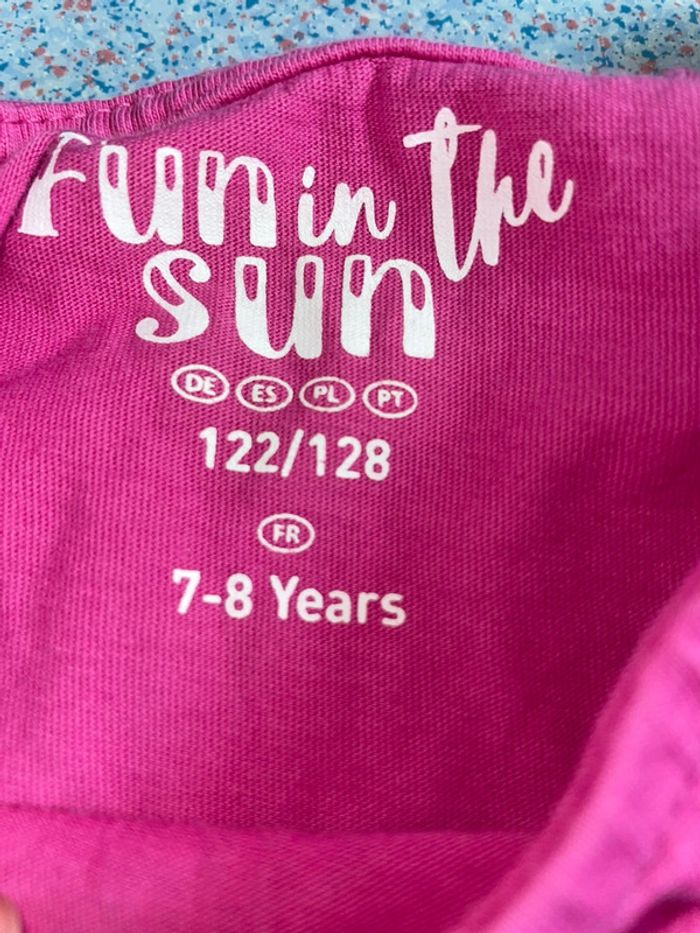 fun in the
sun
DE ES PL PT
122/128
FR
7-8 Years